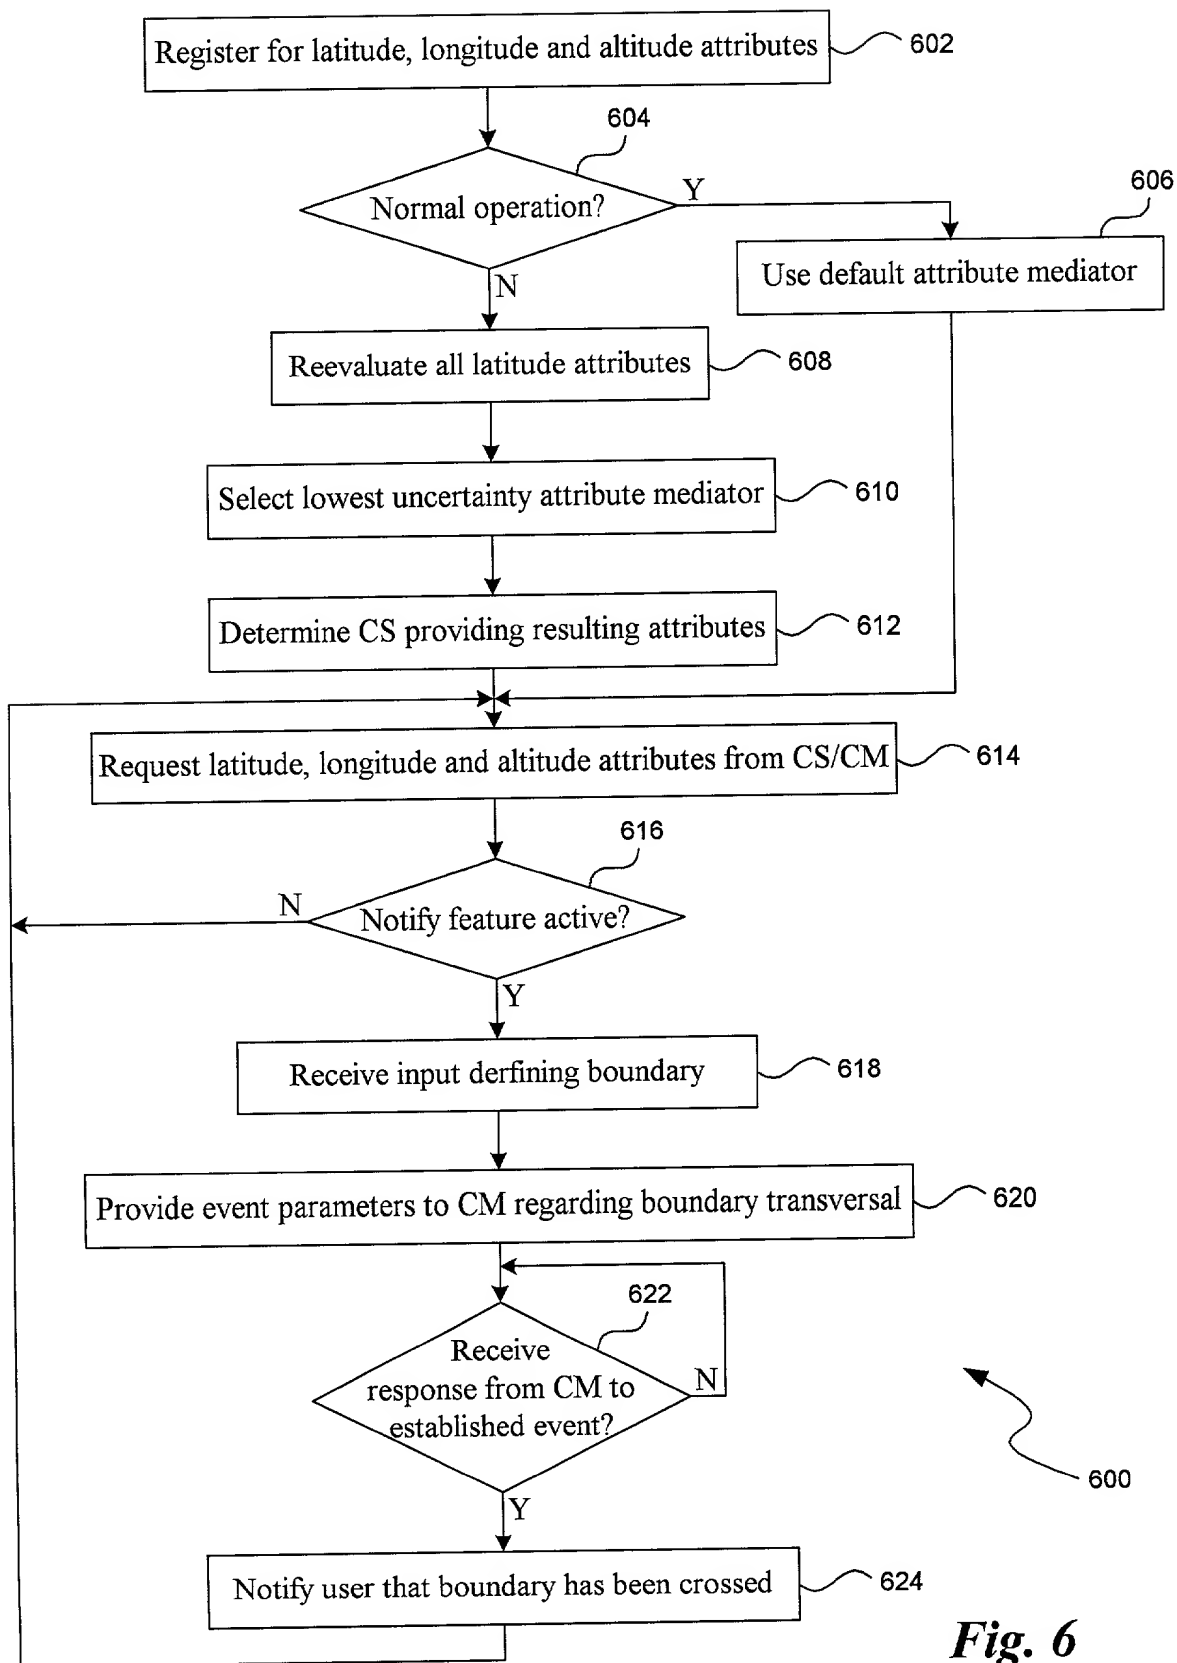 Register for latitude, longitude and altitude attributes
602
604
Normal operation?
Y
606
Use default attribute mediator
N
Reevaluate all latitude attributes
608
Select lowest uncertainty attribute mediator
610
Determine CS providing resulting attributes
612
Request latitude, longitude and altitude attributes from CS/CM
614
616
N
Notify feature active?
Y
Receive input derfining boundary
618
Provide event parameters to CM regarding boundary transversal
620
622
Receive
response from CM to
established event?
N
600
Y
Notify user that boundary has been crossed
624
Fig. 6